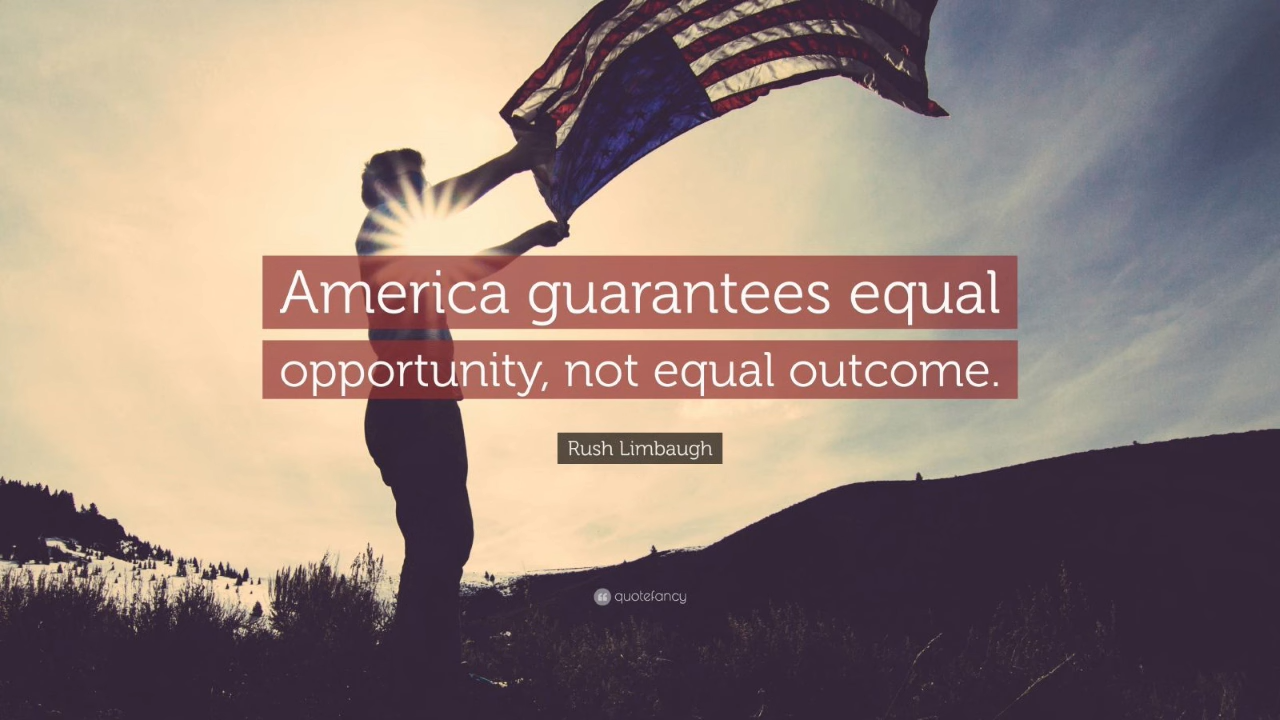 America guarantees equal
opportunity, not equal outcome.
Rush Limbaugh
quotefancy